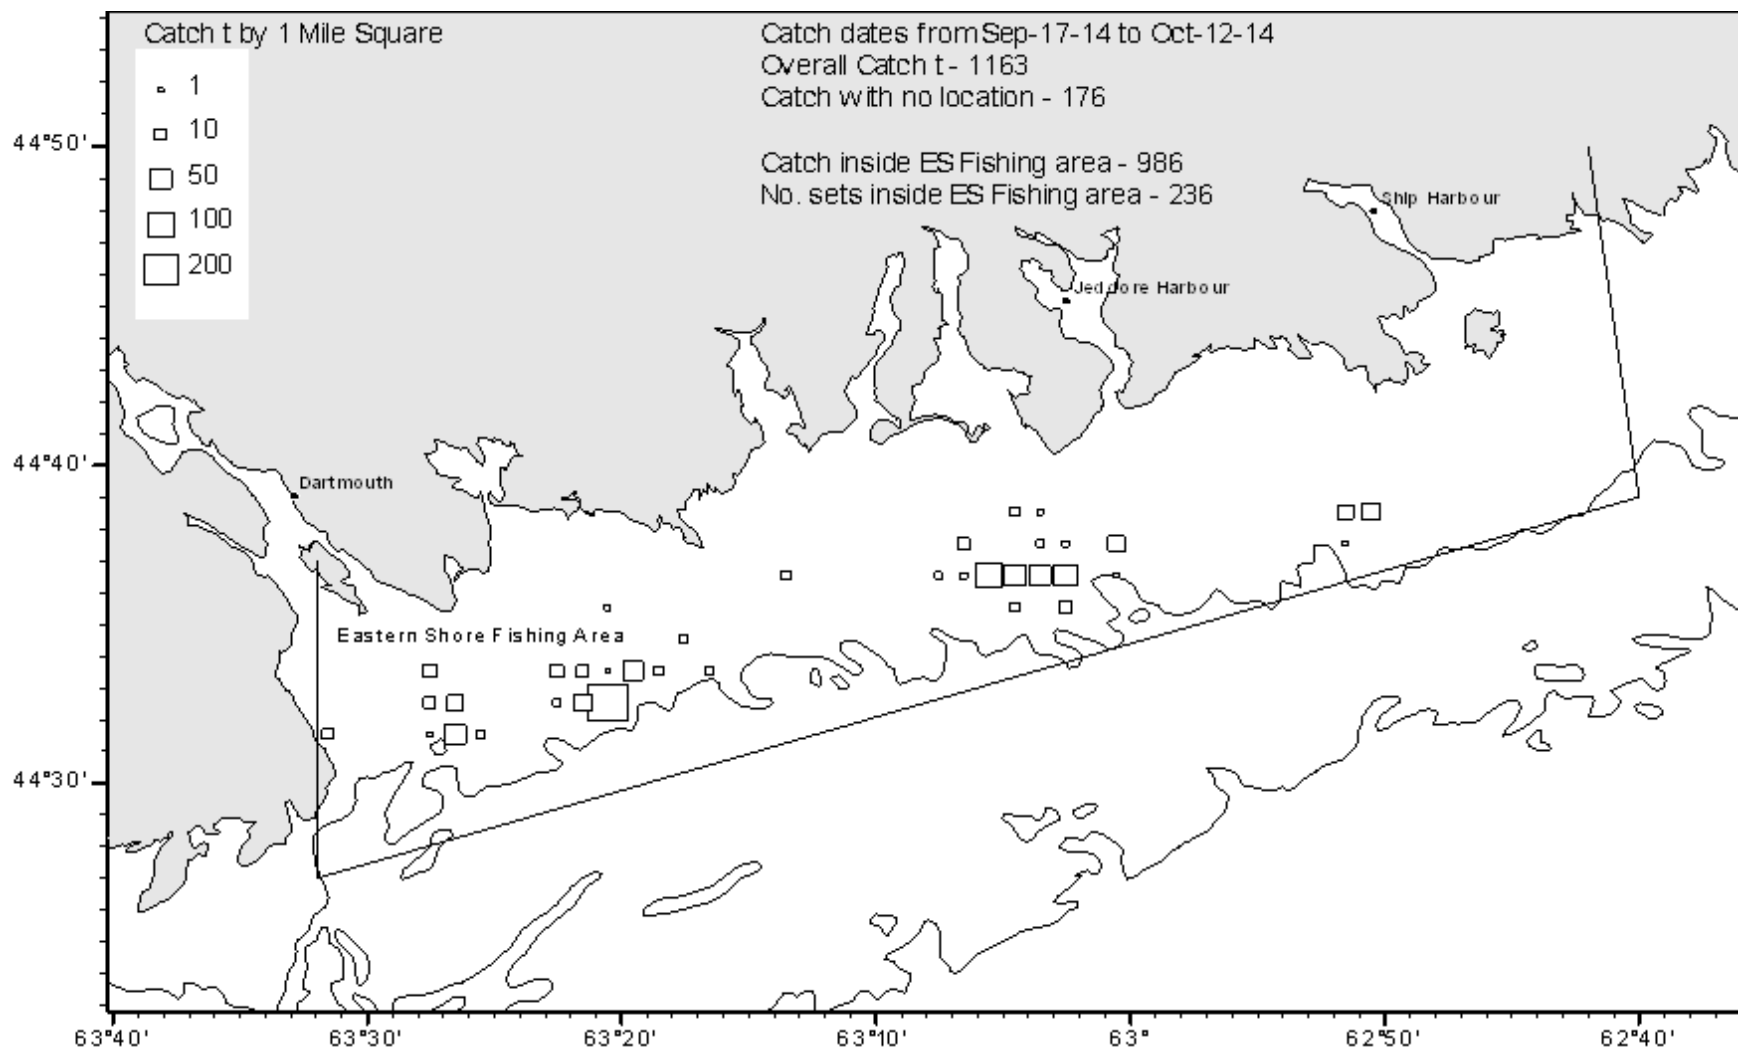 Catch t by 1 Mile Square
1
10
50
100
200
Catch dates from Sep-17-14 to Oct-12-14
Overall Catch t - 1163
Catch with no location - 176
Catch inside ES Fishing area - 986
No. sets inside ES Fishing area - 236
Ship Harbour
Jeddore Harbour
Dartmouth
Eastern Shore Fishing Area
44°50'
44°40'
44°30'
63°40'
63°30'
63°20'
63°10'
63°
62°50'
62°40'